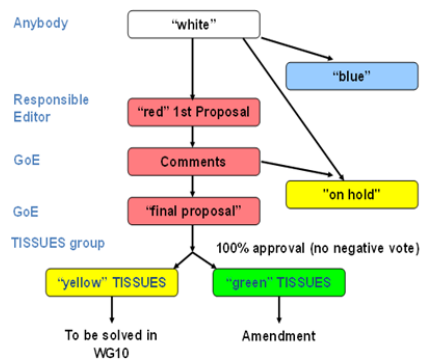 Anybody
“white”
“blue”
Responsible
Editor
“red” 1st Proposal
GoE
Comments
"on hold"
GoE
“final proposal”
TISSUES group
100% approval (no negative vote)
“yellow” TISSUES
“green” TISSUES
To be solved in
WG10
Amendment